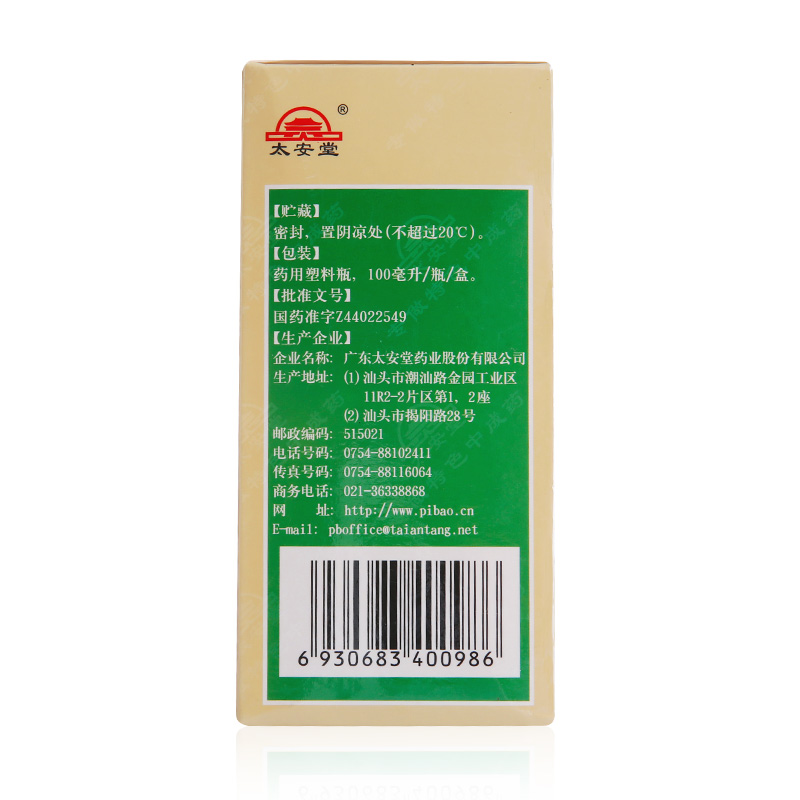 ®
太安堂
【贮藏】
密封，置阴凉处(不超过20℃)。
【包装】
药用塑料瓶，100毫升/瓶/盒。
【批准文号】
国药准字Z44022549
【生产企业】
企业名称: 广东太安堂药业股份有限公司
生产地址: (1)汕头市潮汕路金园工业区
11R2-2片区第1, 2座
(2)汕头市揭阳路28号
邮政编码: 515021
电话号码: 0754-88102411
传真号码: 0754-88116064
商务电话: 021-36338868
网 址: http://www.pibao.cn
E-mail: pboffice@taiantang.net
6 930683 400986